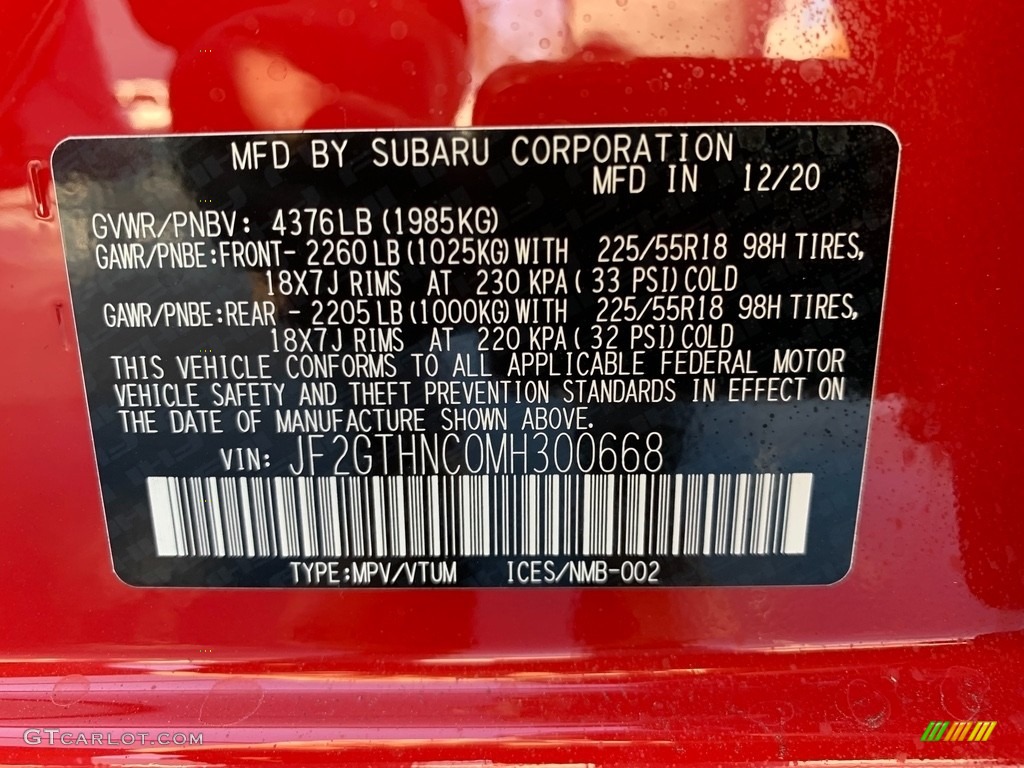 MFD BY SUBARU CORPORATION
MFD IN 12/20
GVWR/PNBV: 4376LB (1985KG)
GAWR/PNBE:FRONT- 2260 LB (1025KG) WITH 225/55R18 98H TIRES,
18X7J RIMS AT 230 KPA ( 33 PSI) COLD
GAWR/PNBE:REAR - 2205 LB (1000KG) WITH 225/55R18 98H TIRES,
18X7J RIMS AT 220 KPA ( 32 PSI) COLD
THIS VEHICLE CONFORMS TO ALL APPLICABLE FEDERAL MOTOR
VEHICLE SAFETY AND THEFT PREVENTION STANDARDS IN EFFECT ON
THE DATE OF MANUFACTURE SHOWN ABOVE.
VIN: JF2GTHNC0MH300668
TYPE:MPV/VTUM ICES/NMB-002
GTCARLOT.COM